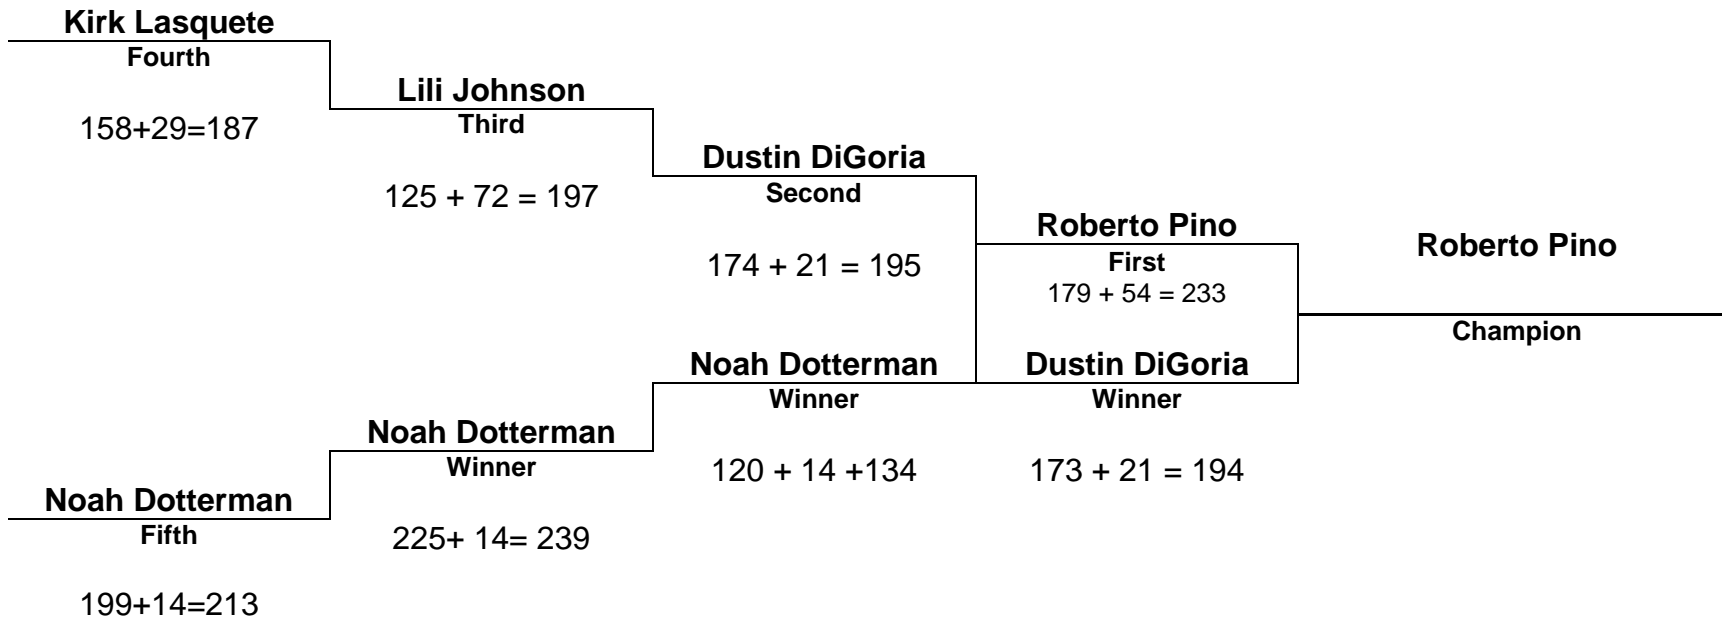 Kirk Lasquete
Fourth
158+29=187
Lili Johnson
Third
125 + 72 = 197
Dustin DiGoria
Second
174 + 21 = 195
Roberto Pino
First
179 + 54 = 233
Roberto Pino
Champion
Noah Dotterman
Winner
120 + 14 +134
Dustin DiGoria
Winner
173 + 21 = 194
Noah Dotterman
Winner
225+ 14= 239
Noah Dotterman
Fifth
199+14=213